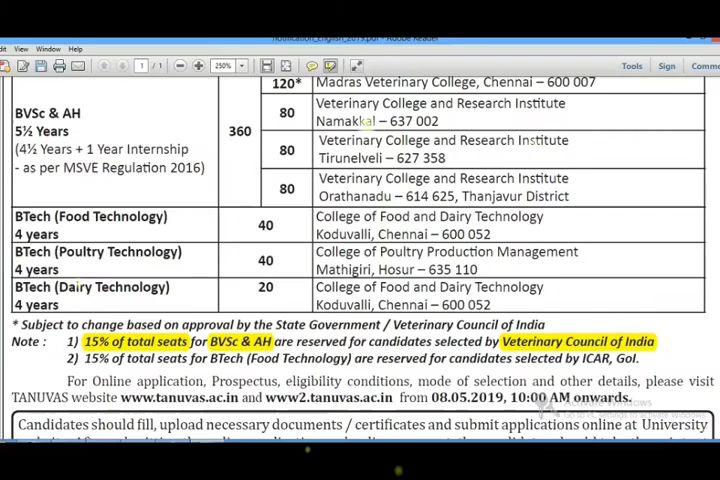 notification_English_2019.pdf - Adobe Reader
View Window Help
1 / 1 250% Tools Sign Comme
120* Madras Veterinary College, Chennai – 600 007
BVSc & AH
5½ Years
(4½ Years + 1 Year Internship
- as per MSVE Regulation 2016)
360
80 Veterinary College and Research Institute
Namakkal – 637 002
80 Veterinary College and Research Institute
Tirunelveli – 627 358
80 Veterinary College and Research Institute
Orathanadu – 614 625, Thanjavur District
BTech (Food Technology)
4 years
40
College of Food and Dairy Technology
Koduvalli, Chennai – 600 052
BTech (Poultry Technology)
4 years
40
College of Poultry Production Management
Mathigiri, Hosur – 635 110
BTech (Dairy Technology)
4 years
20
College of Food and Dairy Technology
Koduvalli, Chennai – 600 052
* Subject to change based on approval by the State Government / Veterinary Council of India
Note : 1) 15% of total seats for BVSc & AH are reserved for candidates selected by Veterinary Council of India
2) 15% of total seats for BTech (Food Technology) are reserved for candidates selected by ICAR, GoI.
For Online application, Prospectus, eligibility conditions, mode of selection and other details, please visit
TANUVAS website www.tanuvas.ac.in and www2.tanuvas.ac.in from 08.05.2019, 10:00 AM onwards.
Activate Windows
Go to PC settings to activate Windows.
Candidates should fill, upload necessary documents / certificates and submit applications online at University